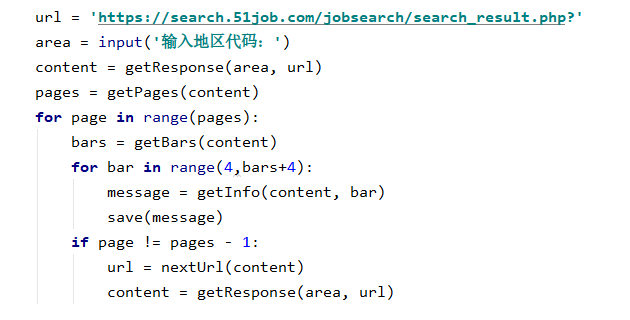 url = 'https://search.51job.com/jobsearch/search_result.php?'
area = input('输入地区代码：')
content = getResponse(area, url)
pages = getPages(content)
for page in range(pages):
    bars = getBars(content)
    for bar in range(4,bars+4):
        message = getInfo(content, bar)
        save(message)
    if page != pages - 1:
        url = nextUrl(content)
        content = getResponse(area, url)